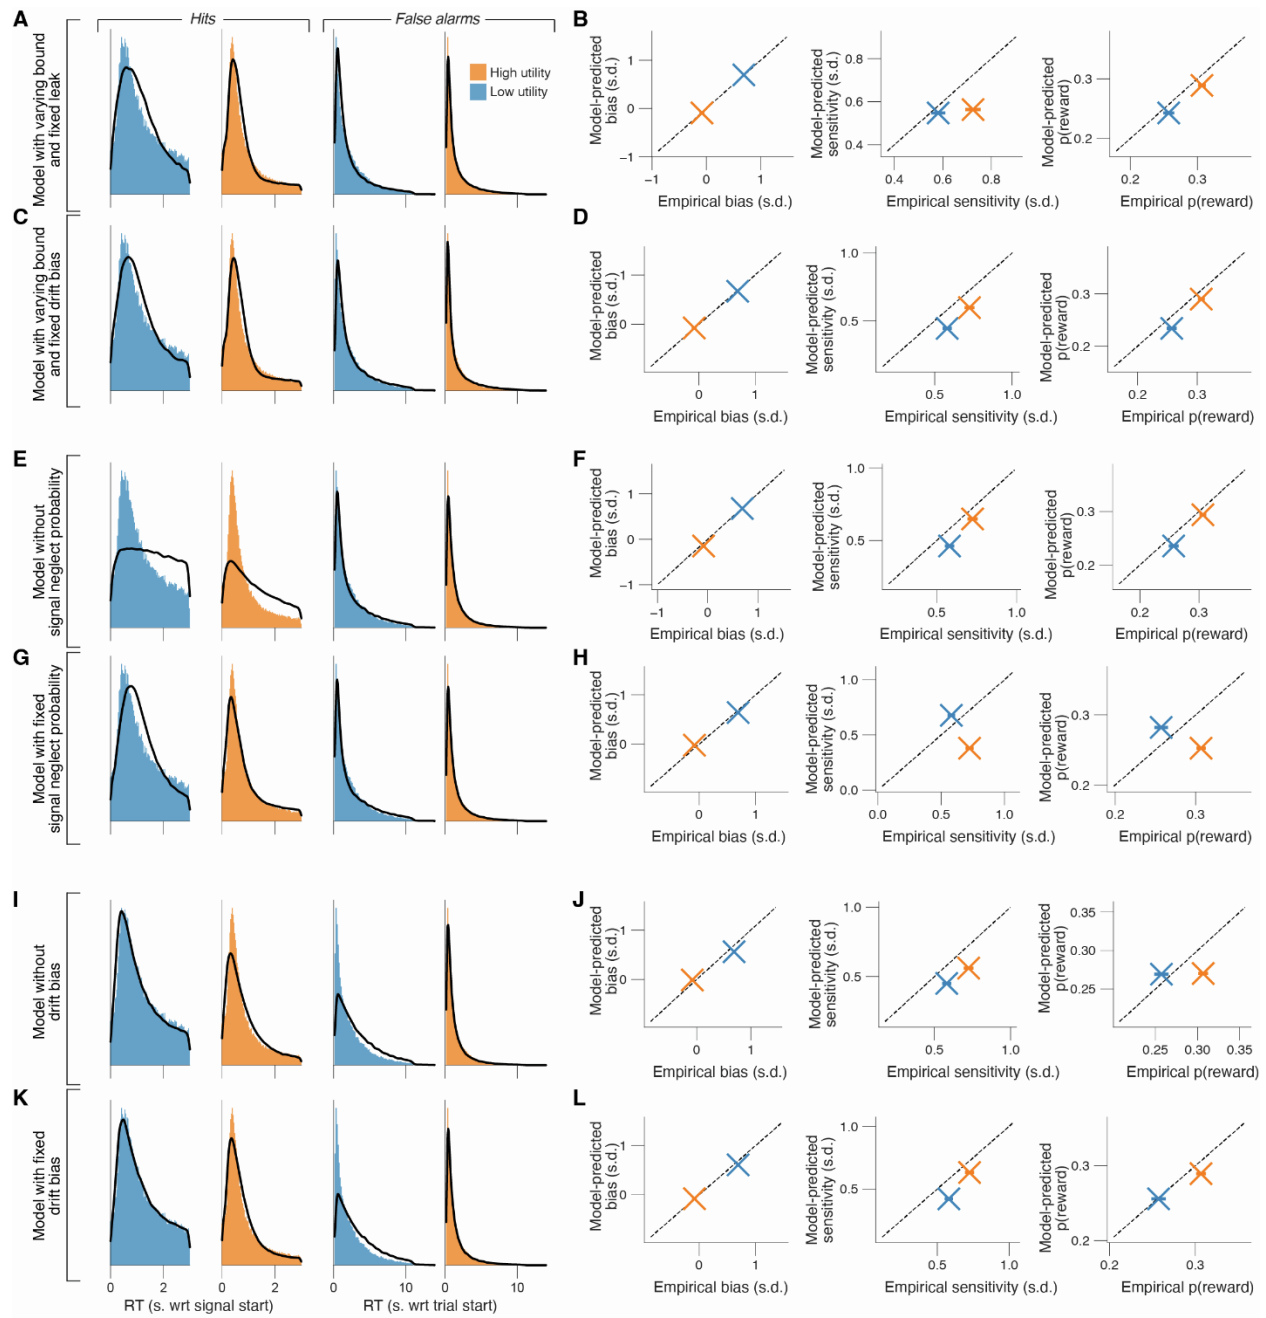 A
Hits
False alarms
High utility
Low utility
Model with varying bound
and fixed leak
B
Model-predicted
bias (s.d.)
1
0
−1
−1
0
1
Empirical bias (s.d.)
Model-predicted
sensitivity (s.d.)
0.8
0.6
0.4
0.4
0.6
0.8
Empirical sensitivity (s.d.)
Model-predicted
p(reward)
0.3
0.2
0.2
0.3
Empirical p(reward)
C
Model with varying bound
and fixed drift bias
D
Model-predicted
bias (s.d.)
1
0
0
1
Empirical bias (s.d.)
Model-predicted
sensitivity (s.d.)
1.0
0.5
0.5
1.0
Empirical sensitivity (s.d.)
Model-predicted
p(reward)
0.3
0.2
0.2
0.3
Empirical p(reward)
E
Model without
signal neglect probability
F
Model-predicted
bias (s.d.)
1
0
−1
−1
0
1
Empirical bias (s.d.)
Model-predicted
sensitivity (s.d.)
1.0
0.5
0.5
1.0
Empirical sensitivity (s.d.)
Model-predicted
p(reward)
0.3
0.2
0.2
0.3
Empirical p(reward)
G
Model with fixed
signal neglect probability
H
Model-predicted
bias (s.d.)
1
0
0
1
Empirical bias (s.d.)
Model-predicted
sensitivity (s.d.)
1.0
0.5
0.0
0.0
0.5
1.0
Empirical sensitivity (s.d.)
Model-predicted
p(reward)
0.3
0.2
0.2
0.3
Empirical p(reward)
I
Model without
drift bias
J
Model-predicted
bias (s.d.)
1
0
0
1
Empirical bias (s.d.)
Model-predicted
sensitivity (s.d.)
1.0
0.5
0.5
1.0
Empirical sensitivity (s.d.)
Model-predicted
p(reward)
0.35
0.30
0.25
0.25
0.30
0.35
Empirical p(reward)
K
Model with fixed
drift bias
0
2
0
2
RT (s. wrt signal start)
0
10
0
10
RT (s. wrt trial start)
L
Model-predicted
bias (s.d.)
1
0
0
1
Empirical bias (s.d.)
Model-predicted
sensitivity (s.d.)
1.0
0.5
0.5
1.0
Empirical sensitivity (s.d.)
Model-predicted
p(reward)
0.3
0.2
0.2
0.3
Empirical p(reward)